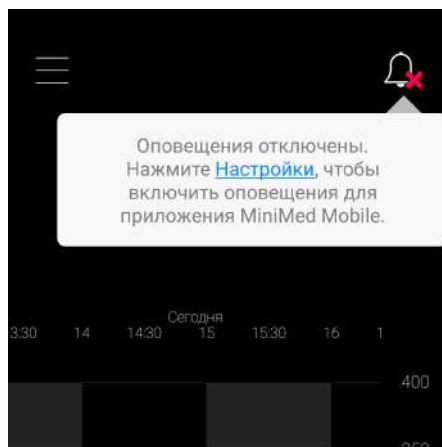 Оповещения отключены.
Нажмите Настройки, чтобы
включить оповещения для
приложения MiniMed Mobile.
Сегодня
3:30 14 14:30 15 15:30 16 1
400